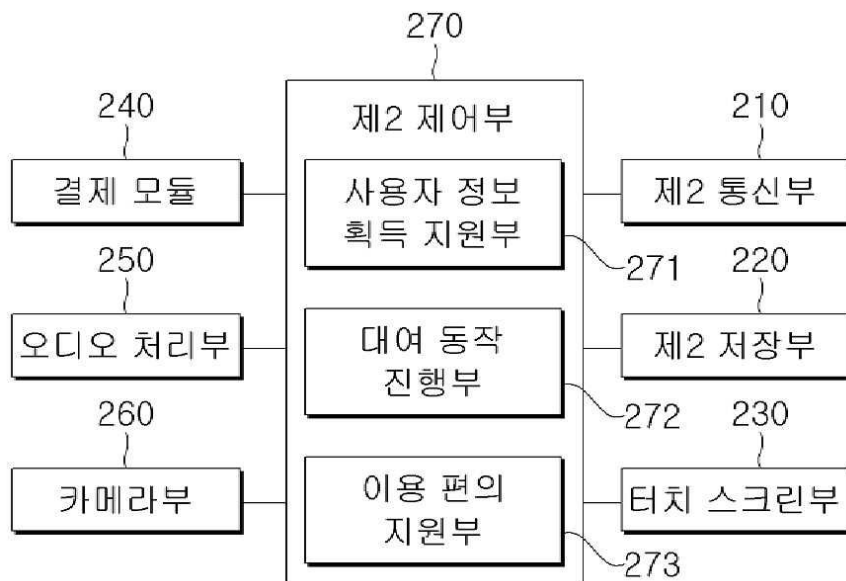 270
240
제2 제어부
210
결제 모듈
사용자 정보
획득 지원부
제2 통신부
250
271
220
오디오 처리부
대여 동작
진행부
제2 저장부
260
272
230
카메라부
이용 편의
지원부
터치 스크린부
273